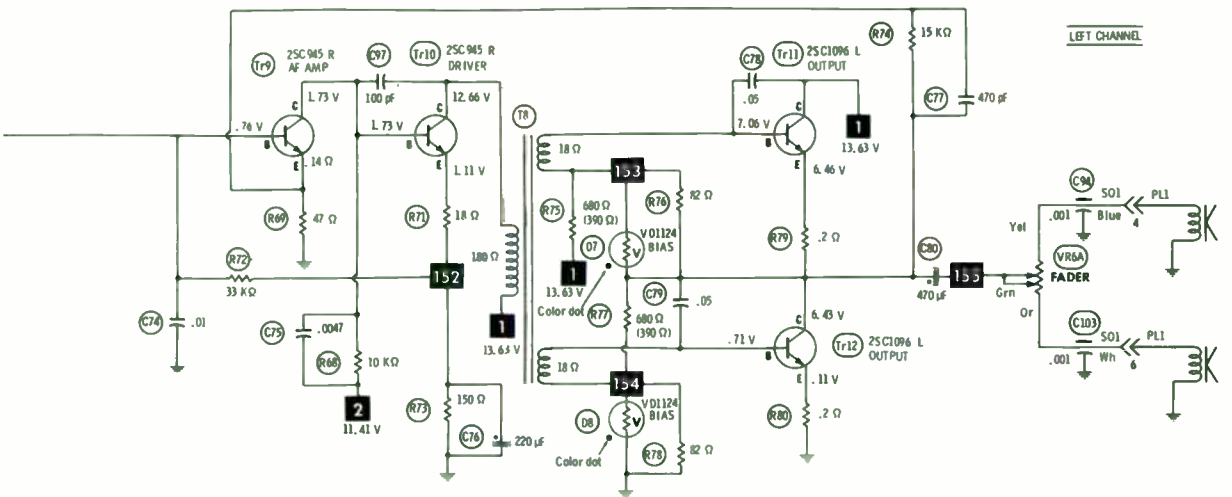 LEFT CHANNEL
R74
15 KΩ
C77
470 pF
Tr9
2SC945 R
AF AMP
C97
100 pF
Tr10
2SC945 R
DRIVER
1.73 V
12.66 V
C
C
.76 V
B
E
.14 Ω
1.73 V
B
E
1.11 V
R69
47 Ω
R71
18 Ω
R72
33 KΩ
152
C74
.01
C75
.0047
R68
10 KΩ
2
11.41 V
R73
150 Ω
C76
220 µF
180 Ω
1
13.63 V
T8
18 Ω
153
R75
680 Ω
(390 Ω)
1
13.63 V
R76
82 Ω
VD1124
BIAS
D7
V
Color dot
R77
680 Ω
(390 Ω)
C79
.05
18 Ω
154
VD1124
BIAS
D8
V
Color dot
R78
82 Ω
C78
.05
Tr11
2SC1096 L
OUTPUT
C
7.06 V
B
E
1
13.63 V
6.46 V
R79
.2 Ω
C
6.43 V
Tr12
2SC1096 L
OUTPUT
.71 V
B
E
.11 V
R80
.2 Ω
C80
470 µF
155
Yel
Grn
Or
VR6A
FADER
C94
.001
SO1
Blue
PL1
4
C103
.001
SO1
Wh
PL1
6